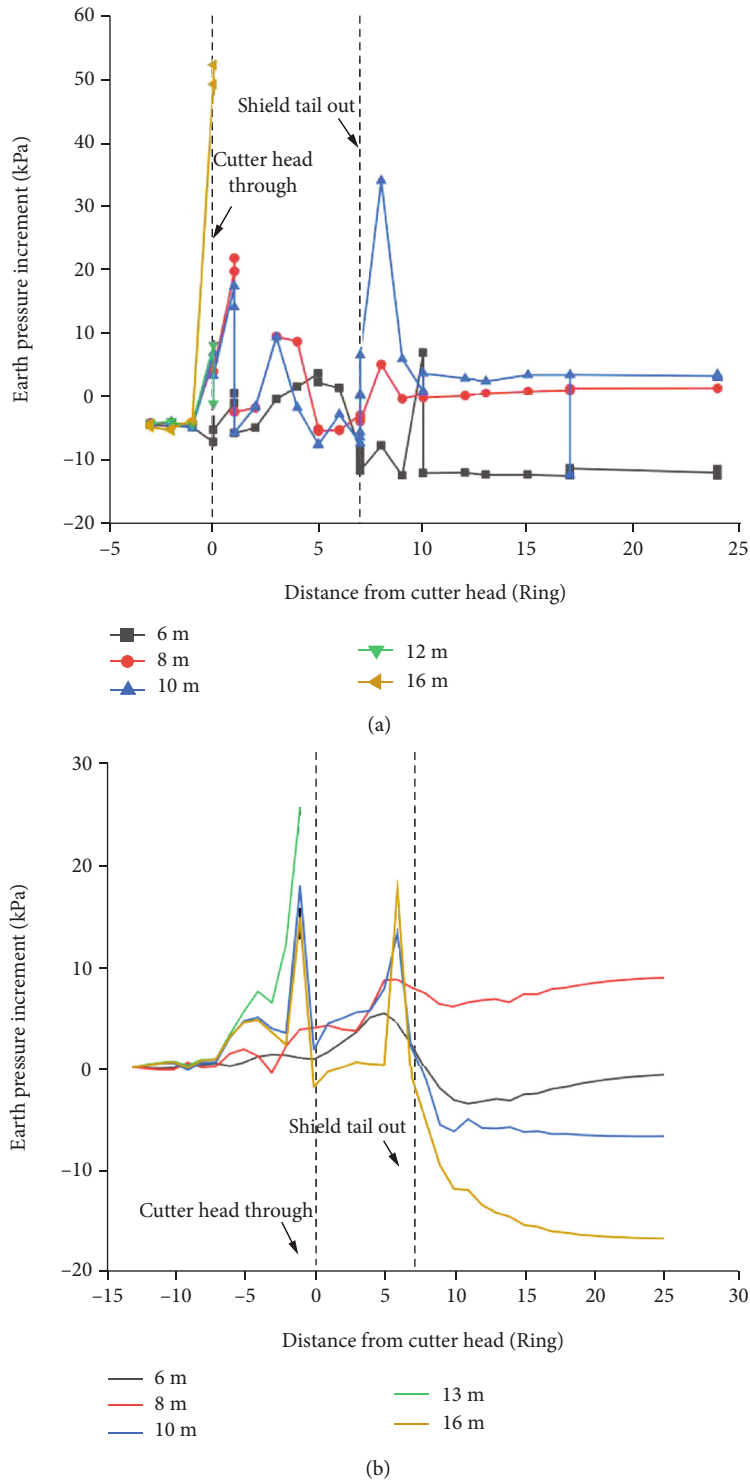 60
50
40
30
20
10
0
–10
–20
Earth pressure increment (kPa)
Shield tail out
Cutter head
through
–5
0
5
10
15
20
25
Distance from cutter head (Ring)
6 m
8 m
10 m
12 m
16 m
(a)
30
20
10
0
–10
–20
Earth pressure increment (kPa)
Shield tail out
Cutter head through
–15
–10
–5
0
5
10
15
20
25
30
Distance from cutter head (Ring)
6 m
8 m
10 m
13 m
16 m
(b)